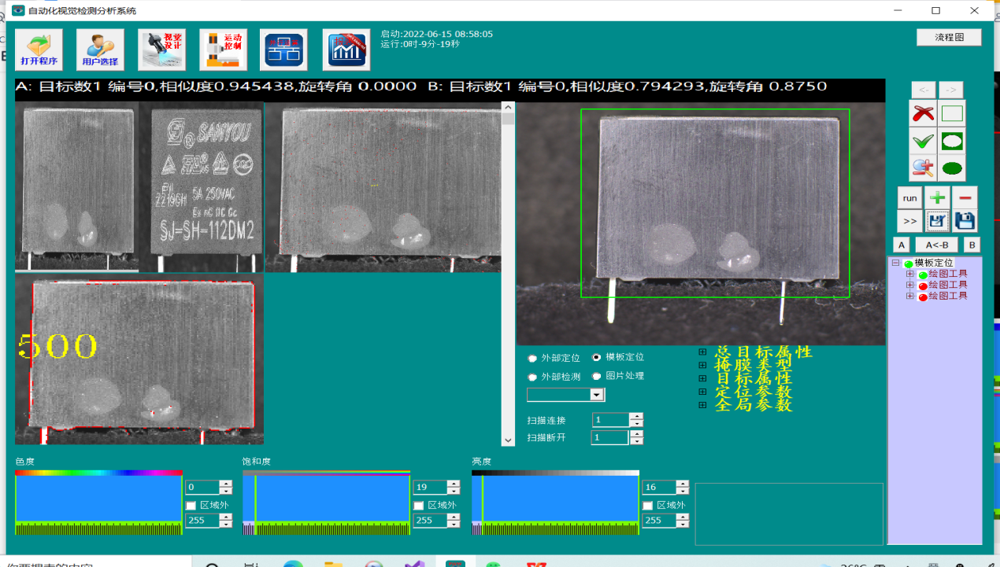 自动化视觉检测分析系统
打开程序
用户选择
视觉
设计
运动
控制
启动:2022-06-15 08:58:05
运行:0时-9分-19秒
流程图
A: 目标数1 编号0,相似度0.945438,旋转角 0.0000 B: 目标数1 编号0,相似度0.794293,旋转角 0.8750
<- ->
SANYOU
5A 250VAC
SJ=SH-112DM2
500
run
>>
A A<-B B
模板定位
绘图工具
绘图工具
绘图工具
外部定位 模板定位
外部检测 图片处理
扫描连接 1
扫描断开 1
总目标属性
掩膜类型
目标属性
定位参数
全局参数
色度
0
区域外
255
饱和度
19
区域外
255
亮度
16
区域外
255